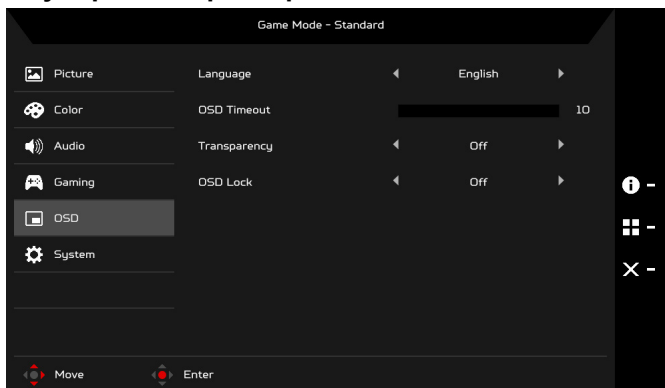 Game Mode - Standard
Picture
Language English
Color
OSD Timeout 10
Audio
Transparency Off
Gaming
OSD Lock Off
OSD
System
Move Enter